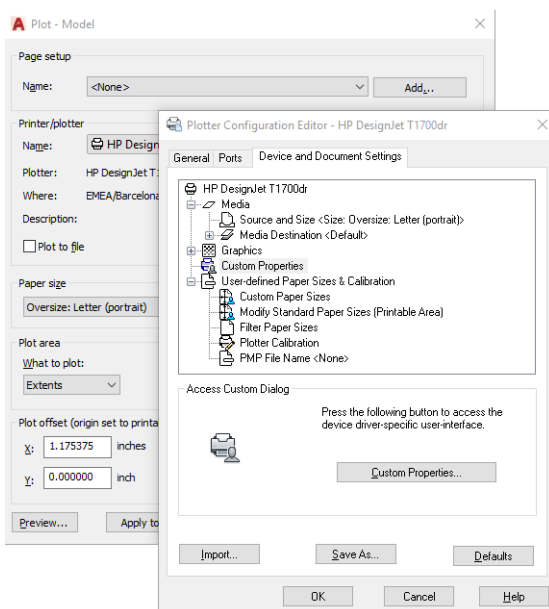 Plot - Model
Page setup
Name:
<None>
Add...
Printer/plotter
Name:
HP Design
Plotter:
HP DesignJet T1
Where:
EMEA/Barcelona
Description:
Plot to file
Paper size
Oversize: Letter (portrait)
Plot area
What to plot:
Extents
Plot offset (origin set to printa
X:
1.175375
inches
Y:
0.000000
inch
Preview...
Apply to
Plotter Configuration Editor - HP DesignJet T1700dr
General
Ports
Device and Document Settings
HP DesignJet T1700dr
Media
Source and Size <Size: Oversize: Letter (portrait)>
Media Destination <Default>
Graphics
Custom Properties
User-defined Paper Sizes & Calibration
Custom Paper Sizes
Modify Standard Paper Sizes (Printable Area)
Filter Paper Sizes
Plotter Calibration
PMP File Name <None>
Access Custom Dialog
Press the following button to access the
device driver-specific user-interface.
Custom Properties...
Import...
Save As...
Defaults
OK
Cancel
Help